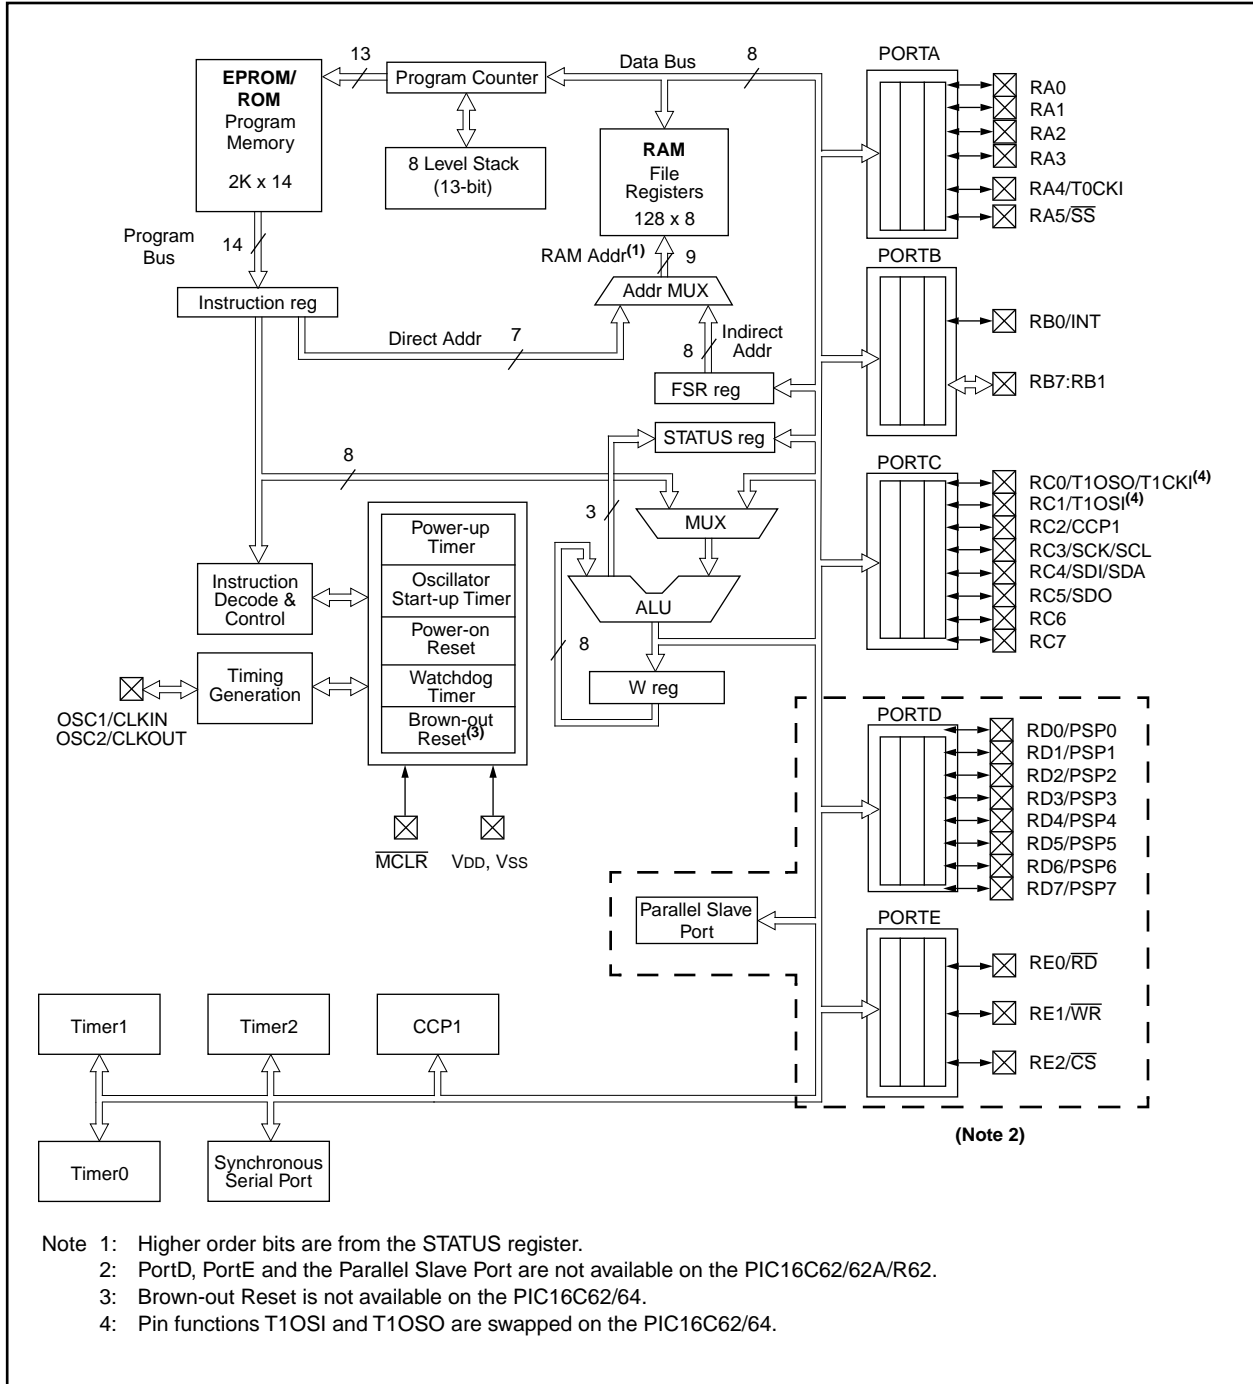 13
EPROM/
ROM
Program
Memory
2K x 14
Program Counter
8 Level Stack
(13-bit)
Data Bus
8
RAM
File
Registers
128 x 8
RAM Addr(1)
9
Program
Bus
14
Instruction reg
Addr MUX
Direct Addr
7
Indirect
Addr
8
FSR reg
STATUS reg
8
3
MUX
ALU
8
W reg
Power-up
Timer
Oscillator
Start-up Timer
Power-on
Reset
Watchdog
Timer
Brown-out
Reset(3)
Instruction
Decode &
Control
Timing
Generation
OSC1/CLKIN
OSC2/CLKOUT
MCLR
VDD, VSS
PORTA
RA0
RA1
RA2
RA3
RA4/T0CKI
RA5/SS
PORTB
RB0/INT
RB7:RB1
PORTC
RC0/T1OSO/T1CKI(4)
RC1/T1OSI(4)
RC2/CCP1
RC3/SCK/SCL
RC4/SDI/SDA
RC5/SDO
RC6
RC7
PORTD
RD0/PSP0
RD1/PSP1
RD2/PSP2
RD3/PSP3
RD4/PSP4
RD5/PSP5
RD6/PSP6
RD7/PSP7
Parallel Slave
Port
PORTE
RE0/RD
RE1/WR
RE2/CS
(Note 2)
Timer1
Timer2
CCP1
Timer0
Synchronous
Serial Port
Note 1: Higher order bits are from the STATUS register.
2: PortD, PortE and the Parallel Slave Port are not available on the PIC16C62/62A/R62.
3: Brown-out Reset is not available on the PIC16C62/64.
4: Pin functions T1OSI and T1OSO are swapped on the PIC16C62/64.